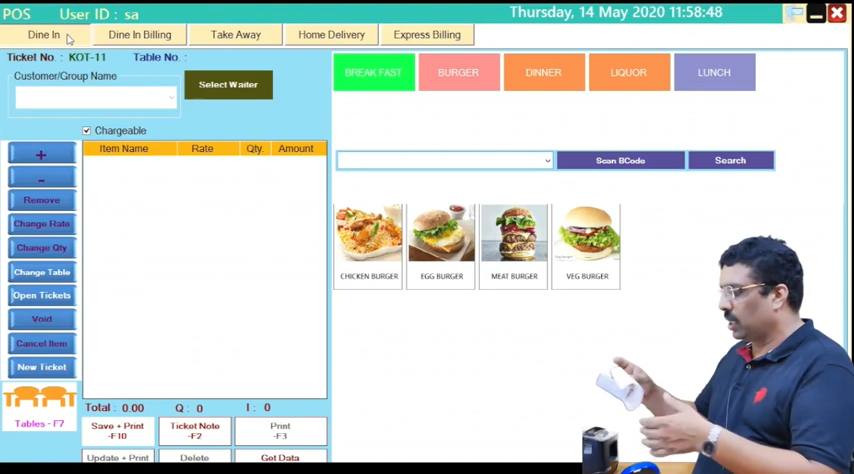 POS User ID : sa Thursday, 14 May 2020 11:58:48
Dine In Dine In Billing Take Away Home Delivery Express Billing
Ticket No. : KOT-11 Table No. :
Customer/Group Name
Select Waiter
Chargeable
BREAK FAST BURGER DINNER LIQUOR LUNCH
Item Name Rate Qty. Amount
Scan BCode Search
+
-
Remove
Change Rate
Change Qty
Change Table
Open Tickets
Void
Cancel Item
New Ticket
Tables - F7
CHICKEN BURGER EGG BURGER MEAT BURGER VEG BURGER
Total : 0.00 Q : 0 I : 0
Save + Print
-F10
Ticket Note
-F2
Print
-F3
Update + Print Delete Get Data